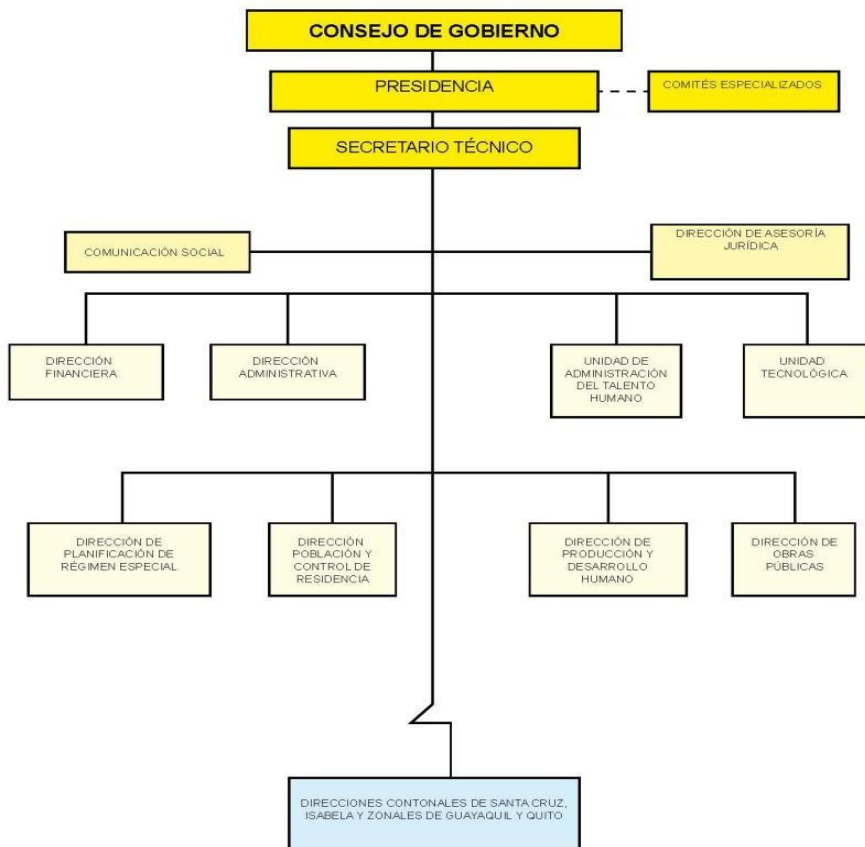 CONSEJO DE GOBIERNO
PRESIDENCIA
COMITÉS ESPECIALIZADOS
SECRETARIO TÉCNICO
COMUNICACIÓN SOCIAL
DIRECCIÓN DE ASESORÍA
JURÍDICA
DIRECCIÓN
FINANCIERA
DIRECCIÓN
ADMINISTRATIVA
UNIDAD DE
ADMINISTRACIÓN
DEL TALENTO
HUMANO
UNIDAD
TECNOLÓGICA
DIRECCIÓN DE
PLANIFICACIÓN DE
RÉGIMEN ESPECIAL
DIRECCIÓN
POBLACIÓN Y
CONTROL DE
RESIDENCIA
DIRECCIÓN DE
PRODUCCIÓN Y
DESARROLLO
HUMANO
DIRECCIÓN DE
OBRAS
PÚBLICAS
DIRECCIONES CONTONALES DE SANTA CRUZ,
ISABELA Y ZONALES DE GUAYAQUIL Y QUITO